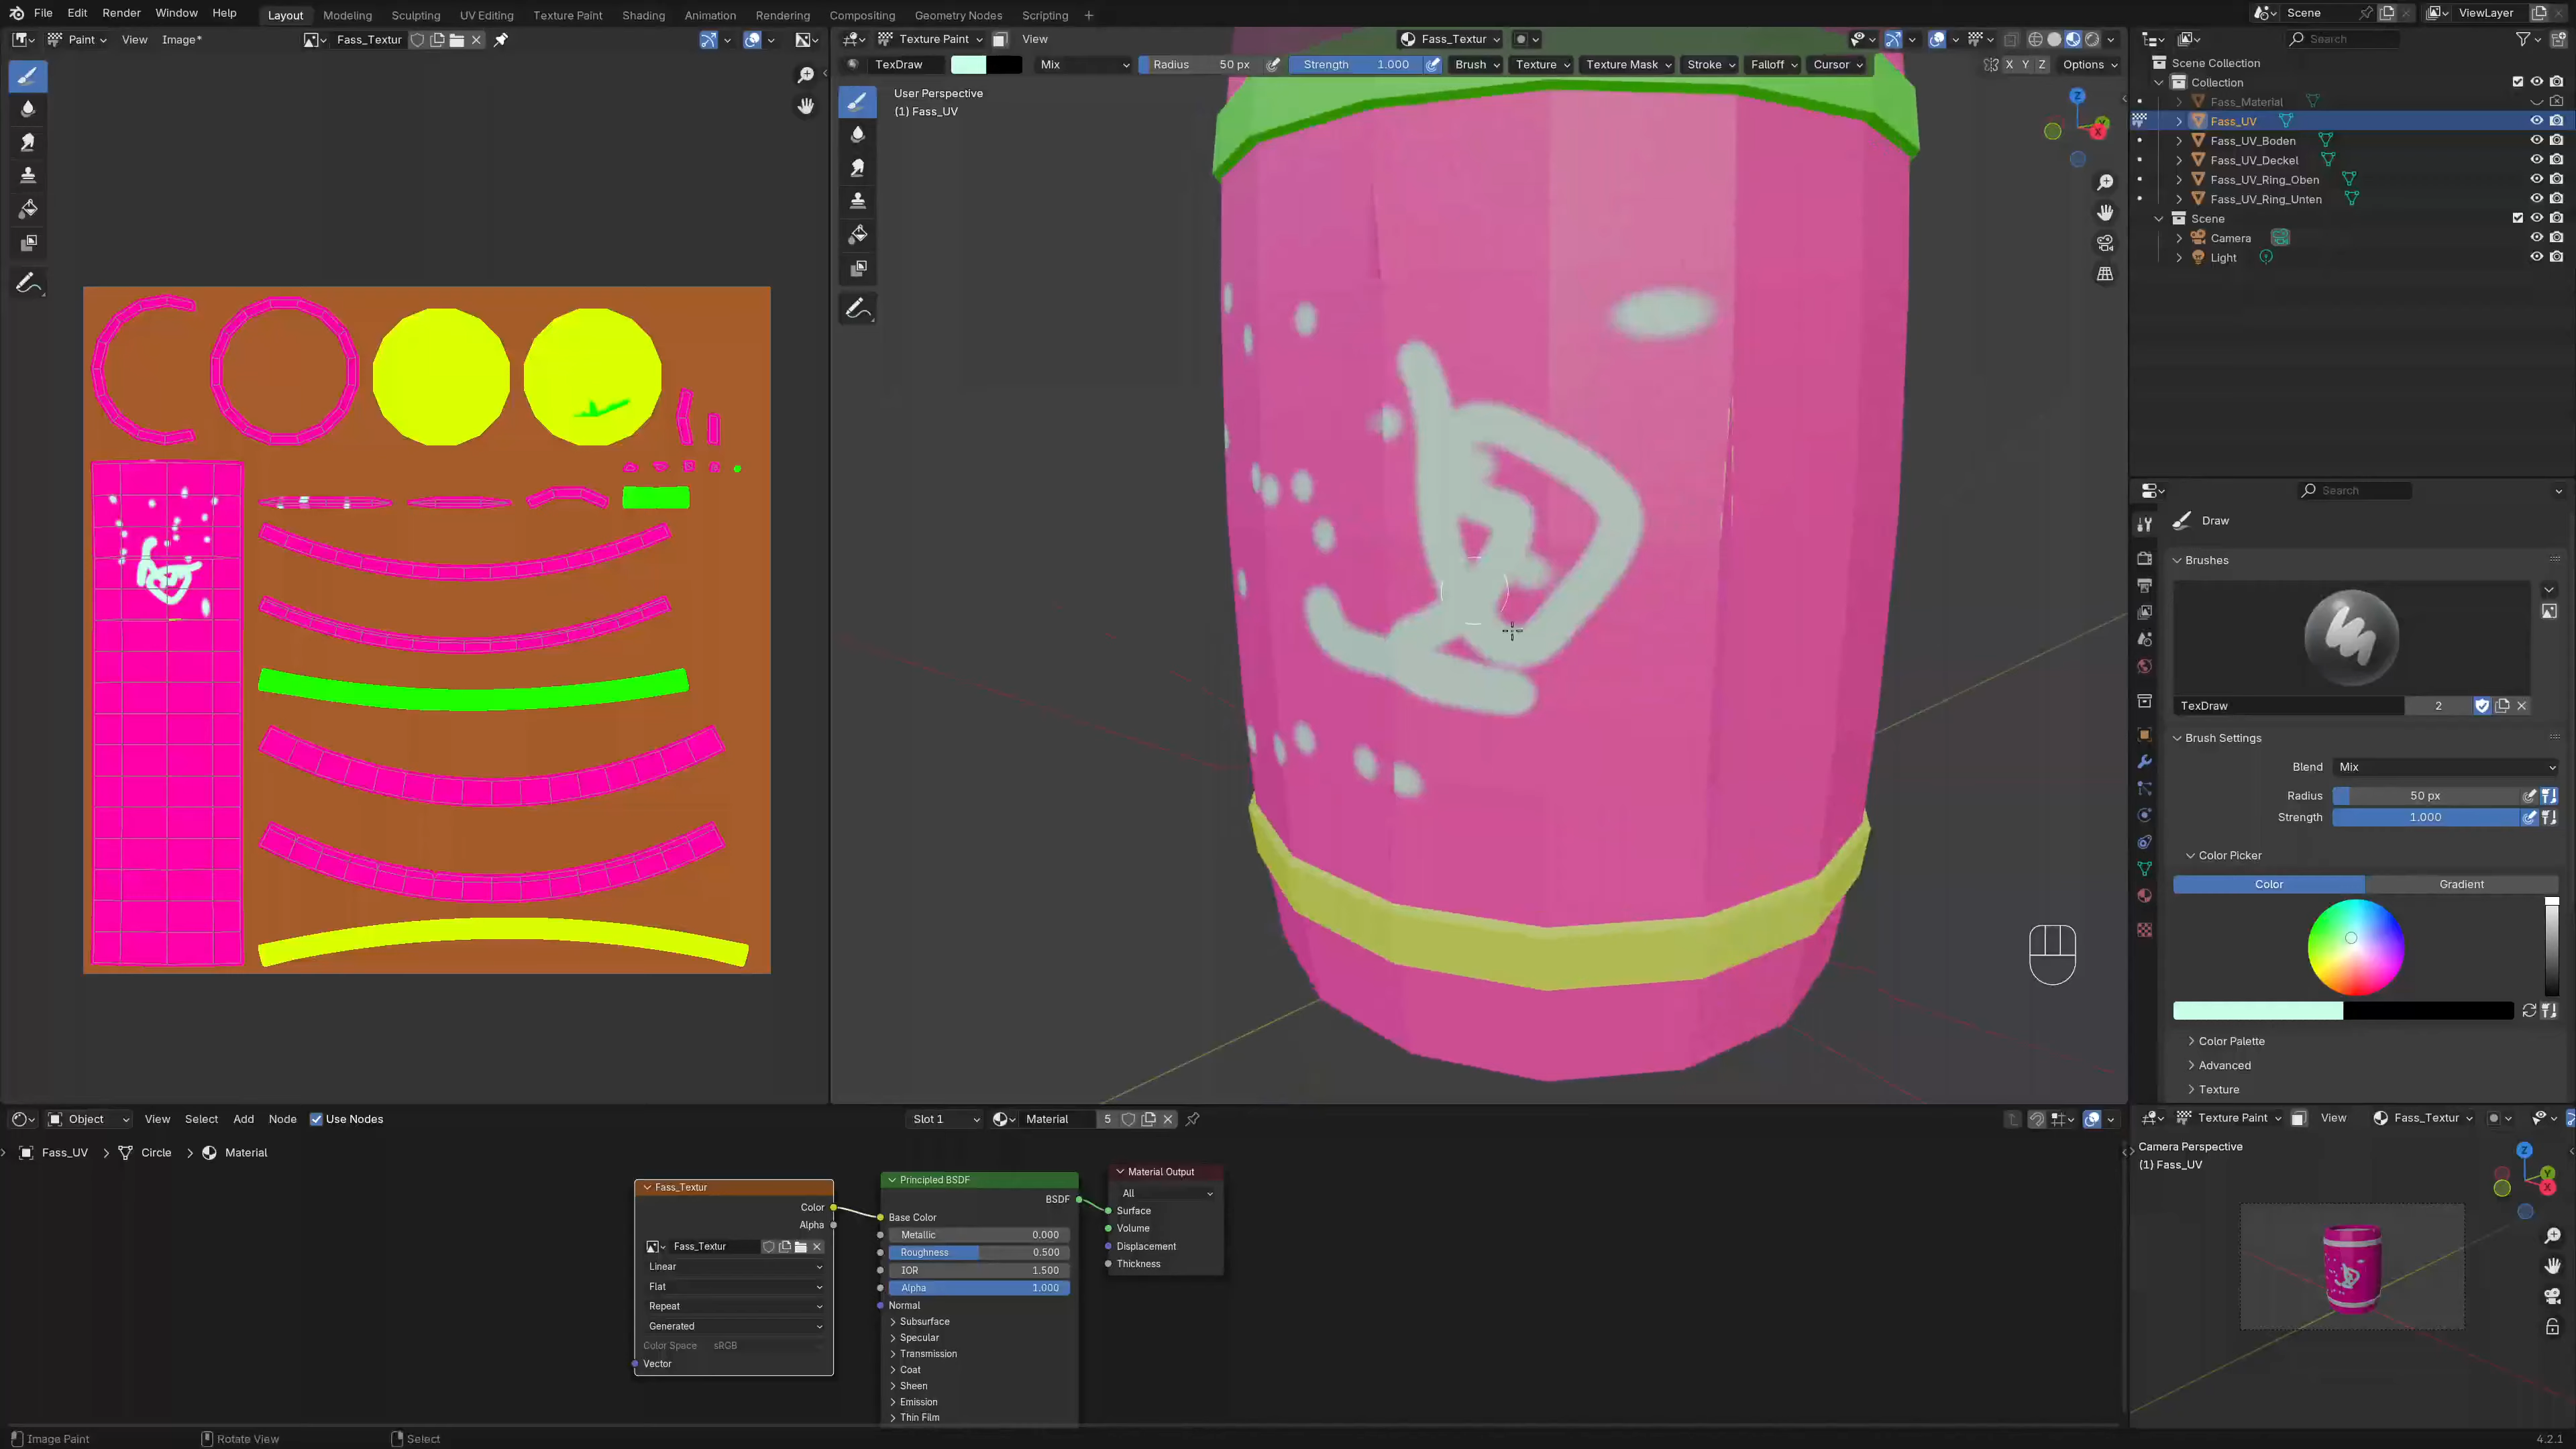 File Edit Render Window Help Layout Modeling Sculpting UV Editing Texture Paint Shading Animation Rendering Compositing Geometry Nodes Scripting + Scene ViewLayer
Paint View Image* Fass_Textur
Texture Paint View Fass_Textur
Search
TexDraw Mix Radius 50 px Strength 1.000 Brush Texture Texture Mask Stroke Falloff Cursor X Y Z Options
User Perspective
(1) Fass_UV
Z
Y
X
Scene Collection
Collection
Fass_Material
Fass_UV
Fass_UV_Boden
Fass_UV_Deckel
Fass_UV_Ring_Oben
Fass_UV_Ring_Unten
Scene
Camera
Light
Search
Draw
Brushes
TexDraw 2
Brush Settings
Blend Mix
Radius 50 px
Strength 1.000
Color Picker
Color Gradient
Color Palette
Advanced
Texture
Object View Select Add Node Use Nodes Slot 1 Material 5
Fass_UV > Circle > Material
Fass_Textur
Color
Alpha
Fass_Textur
Linear
Flat
Repeat
Generated
Color Space sRGB
Vector
Principled BSDF
BSDF
Base Color
Metallic 0.000
Roughness 0.500
IOR 1.500
Alpha 1.000
Normal
Subsurface
Specular
Transmission
Coat
Sheen
Emission
Thin Film
Material Output
All
Surface
Volume
Displacement
Thickness
Texture Paint View Fass_Textur
Camera Perspective
(1) Fass_UV
Z
Y
X
Image Paint Rotate View Select 4.2.1